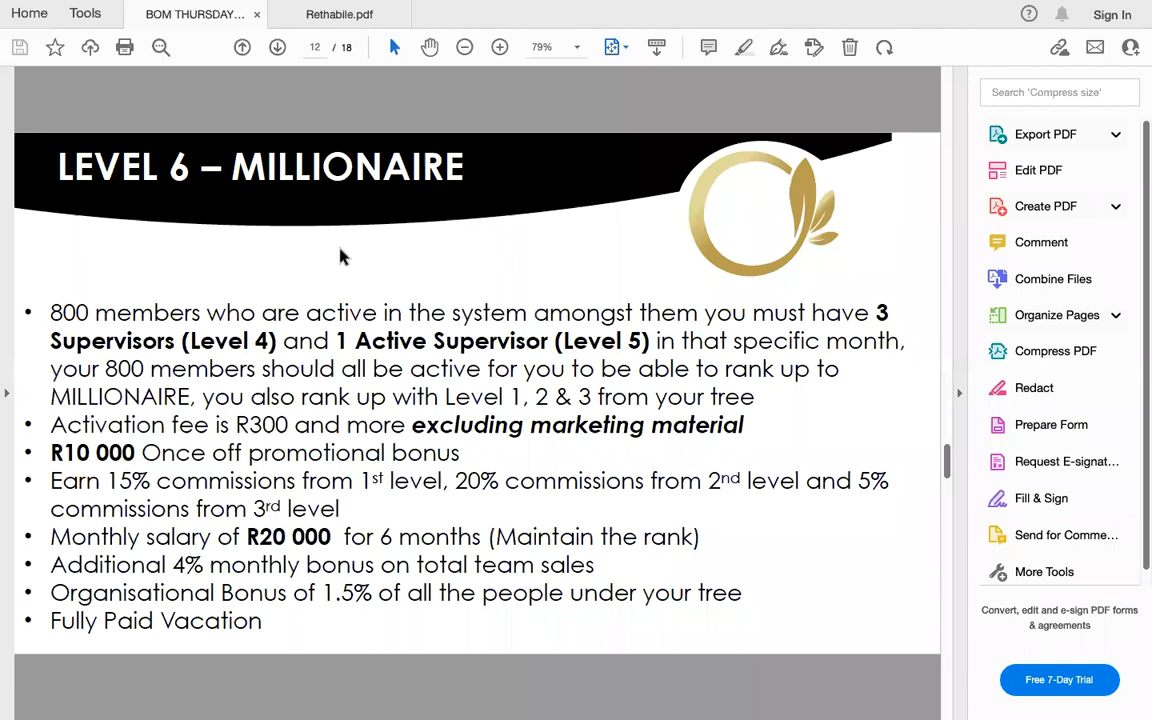 Home Tools BOM THURSDAY... × Rethabile.pdf Sign In
12 / 18 79%
Search 'Compress size'
LEVEL 6 – MILLIONAIRE
• 800 members who are active in the system amongst them you must have 3
Supervisors (Level 4) and 1 Active Supervisor (Level 5) in that specific month,
your 800 members should all be active for you to be able to rank up to
MILLIONAIRE, you also rank up with Level 1, 2 & 3 from your tree
• Activation fee is R300 and more excluding marketing material
• R10 000 Once off promotional bonus
• Earn 15% commissions from 1st level, 20% commissions from 2nd level and 5%
commissions from 3rd level
• Monthly salary of R20 000 for 6 months (Maintain the rank)
• Additional 4% monthly bonus on total team sales
• Organisational Bonus of 1.5% of all the people under your tree
• Fully Paid Vacation
Export PDF
Edit PDF
Create PDF
Comment
Combine Files
Organize Pages
Compress PDF
Redact
Prepare Form
Request E-signat...
Fill & Sign
Send for Comme...
More Tools
Convert, edit and e-sign PDF forms
& agreements
Free 7-Day Trial